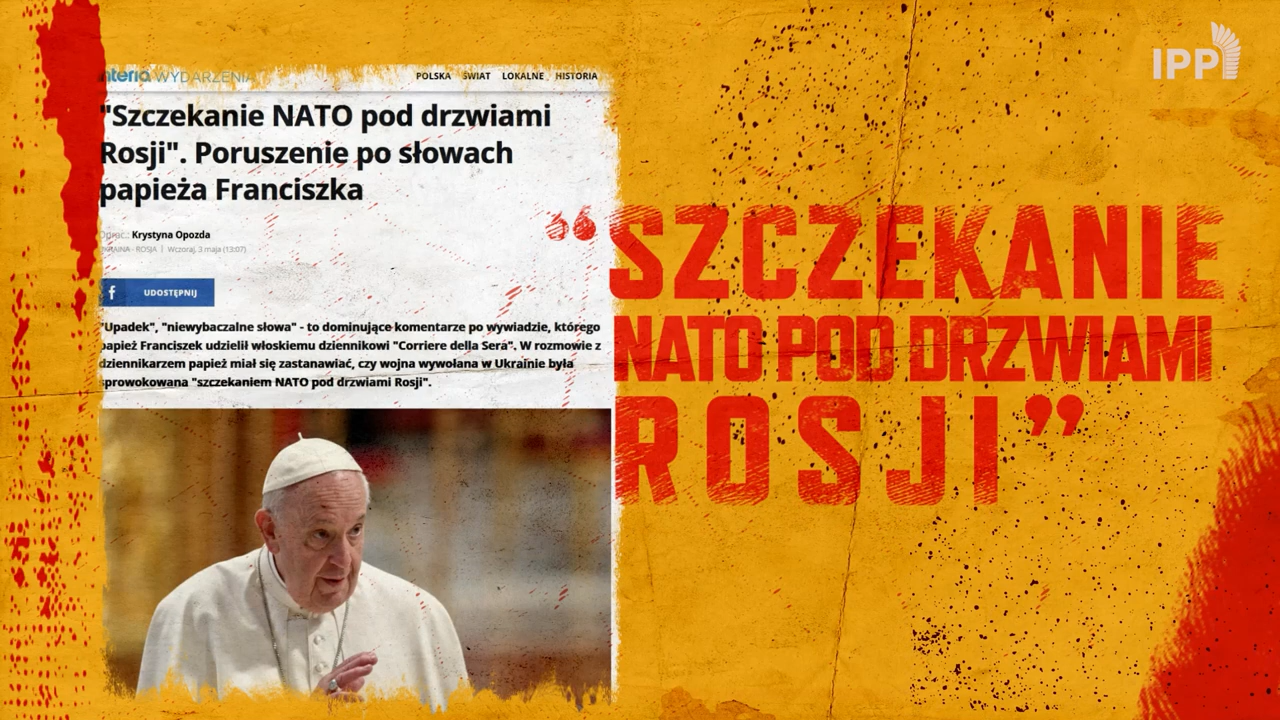 interia WYDARZENIA
POLSKA ŚWIAT LOKALNE HISTORIA
IPP
"Szczekanie NATO pod drzwiami
Rosji". Poruszenie po słowach
papieża Franciszka
Oprac.: Krystyna Opozda
UKRAINA - ROSJA | Wczoraj, 3 maja (13:07)
f UDOSTĘPNIJ
"Upadek", "niewybaczalne słowa" - to dominujące komentarze po wywiadzie, którego
papież Franciszek udzielił włoskiemu dziennikowi "Corriere della Sera". W rozmowie z
dziennikarzem papież miał się zastanawiać, czy wojna wywołana w Ukrainie była
sprowokowana "szczekaniem NATO pod drzwiami Rosji".
“SZCZEKANIE
NATO POD DRZWIAMI
ROSJI”